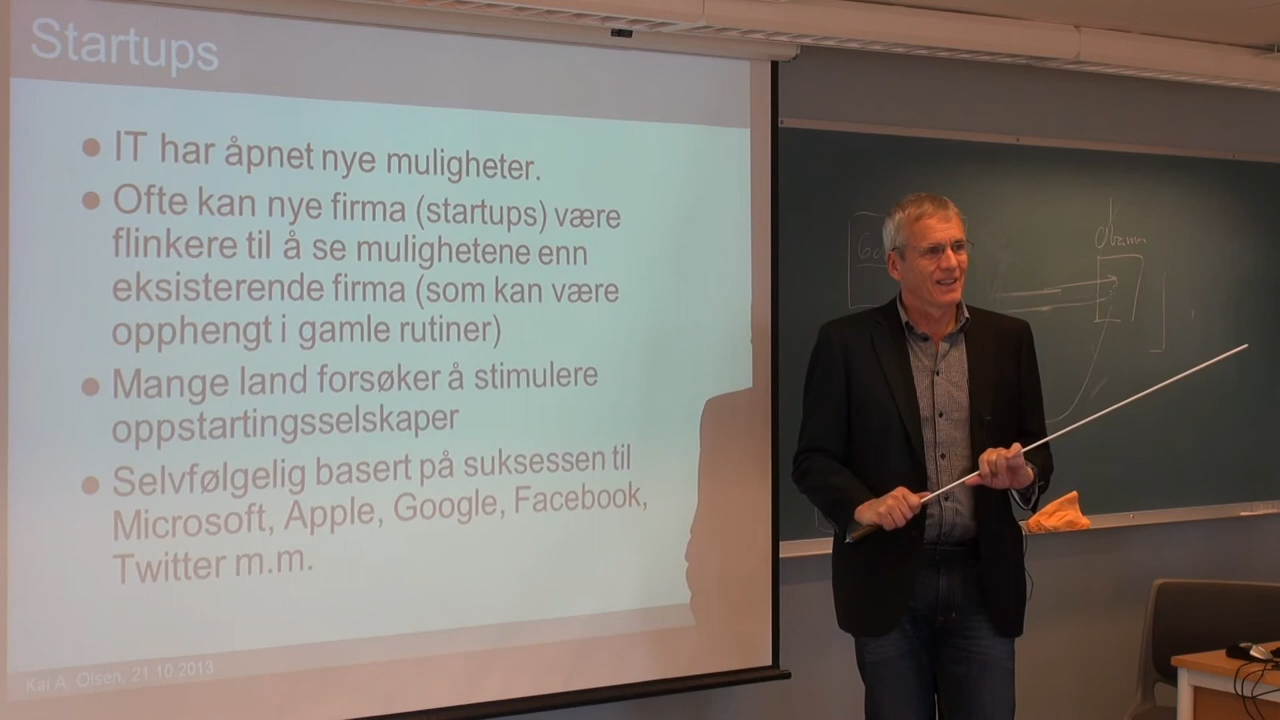 Startups
● IT har åpnet nye muligheter.
● Ofte kan nye firma (startups) være
flinkere til å se mulighetene enn
eksisterende firma (som kan være
opphengt i gamle rutiner)
● Mange land forsøker å stimulere
oppstartingsselskaper
● Selvfølgelig basert på suksessen til
Microsoft, Apple, Google, Facebook,
Twitter m.m.
Kai A. Olsen, 21.10.2013
Obama